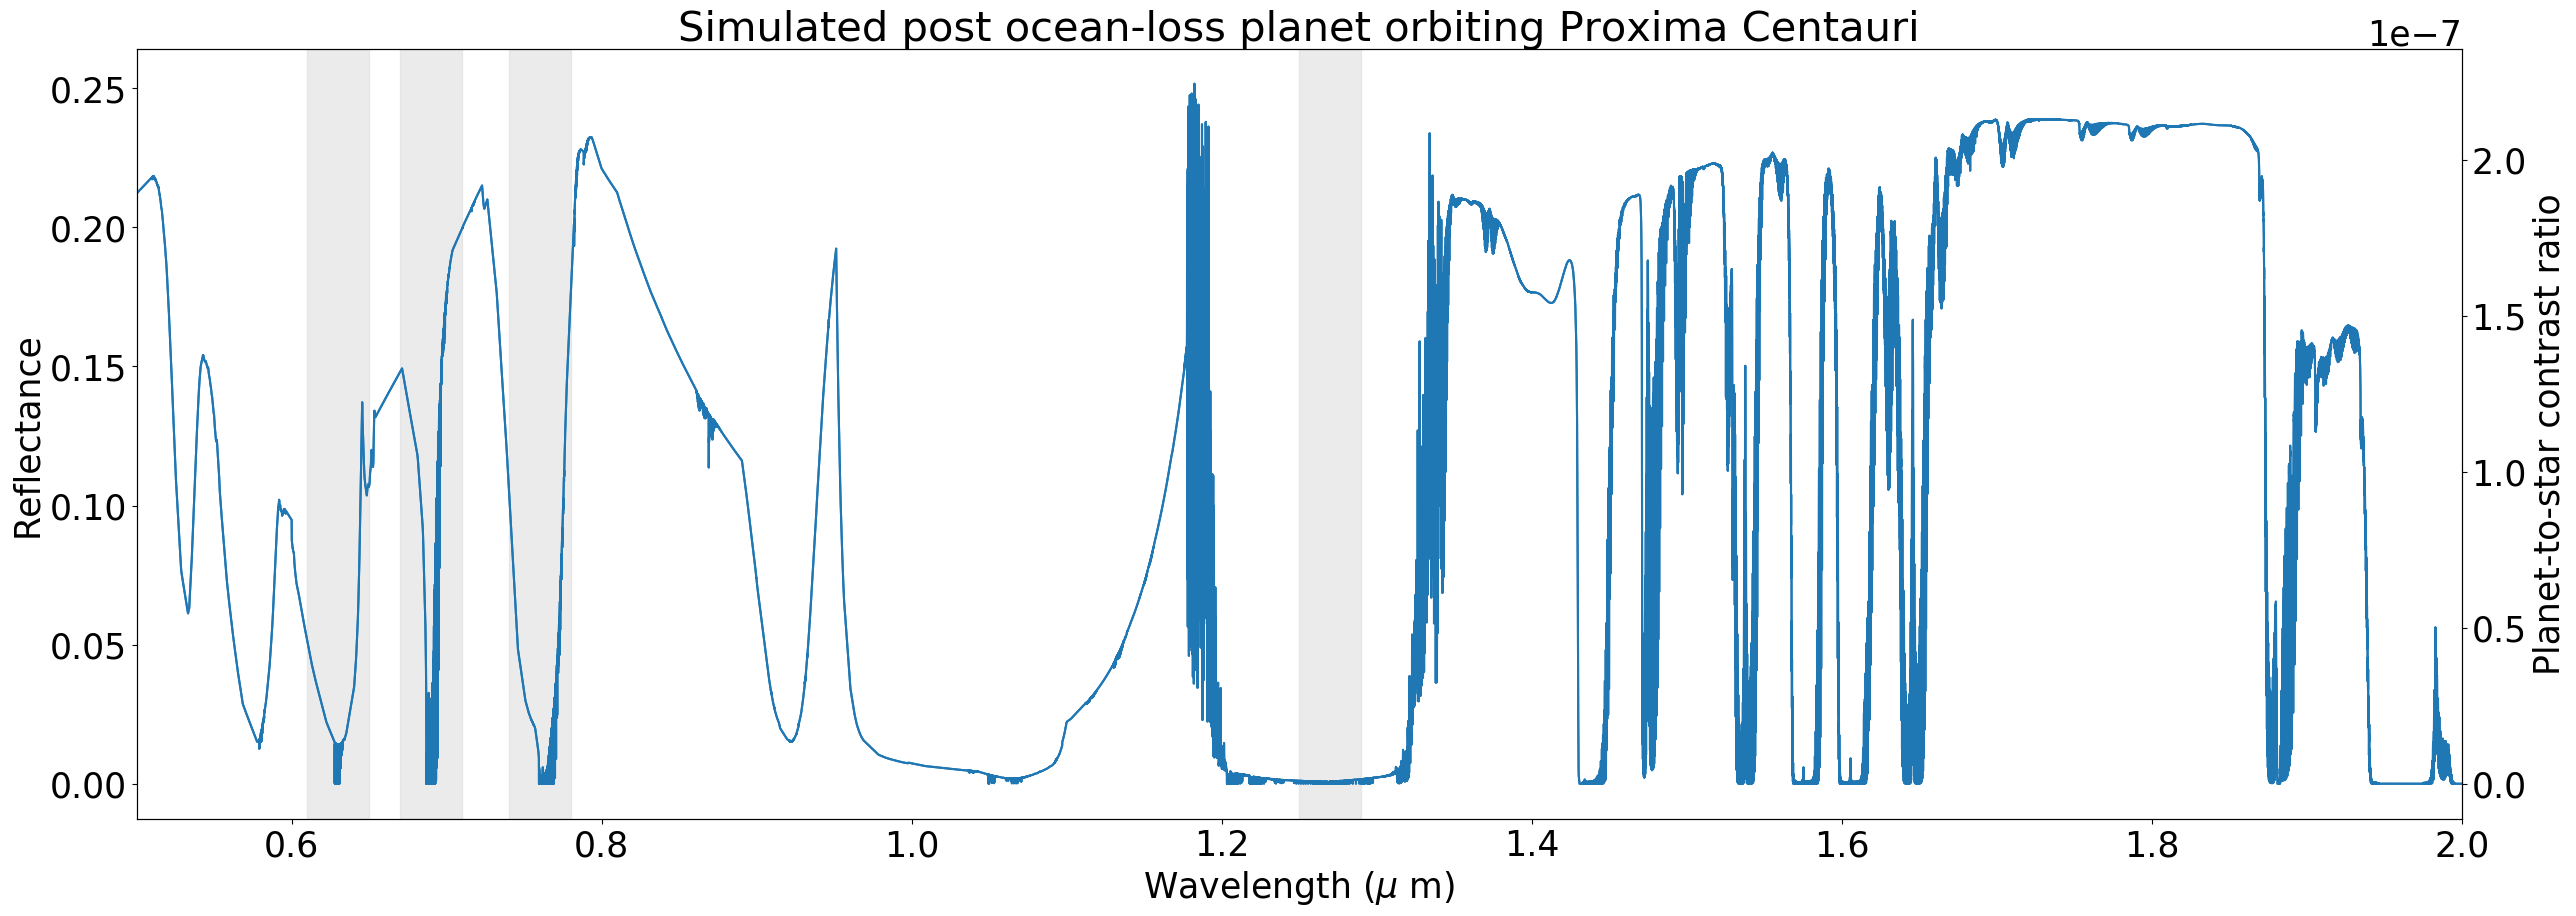 Simulated post ocean-loss planet orbiting Proxima Centauri
1e−7
0.25
0.20
0.15
0.10
0.05
0.00
Reflectance
2.0
1.5
1.0
0.5
0.0
Planet-to-star contrast ratio
0.6 0.8 1.0 1.2 1.4 1.6 1.8 2.0
Wavelength (μ m)